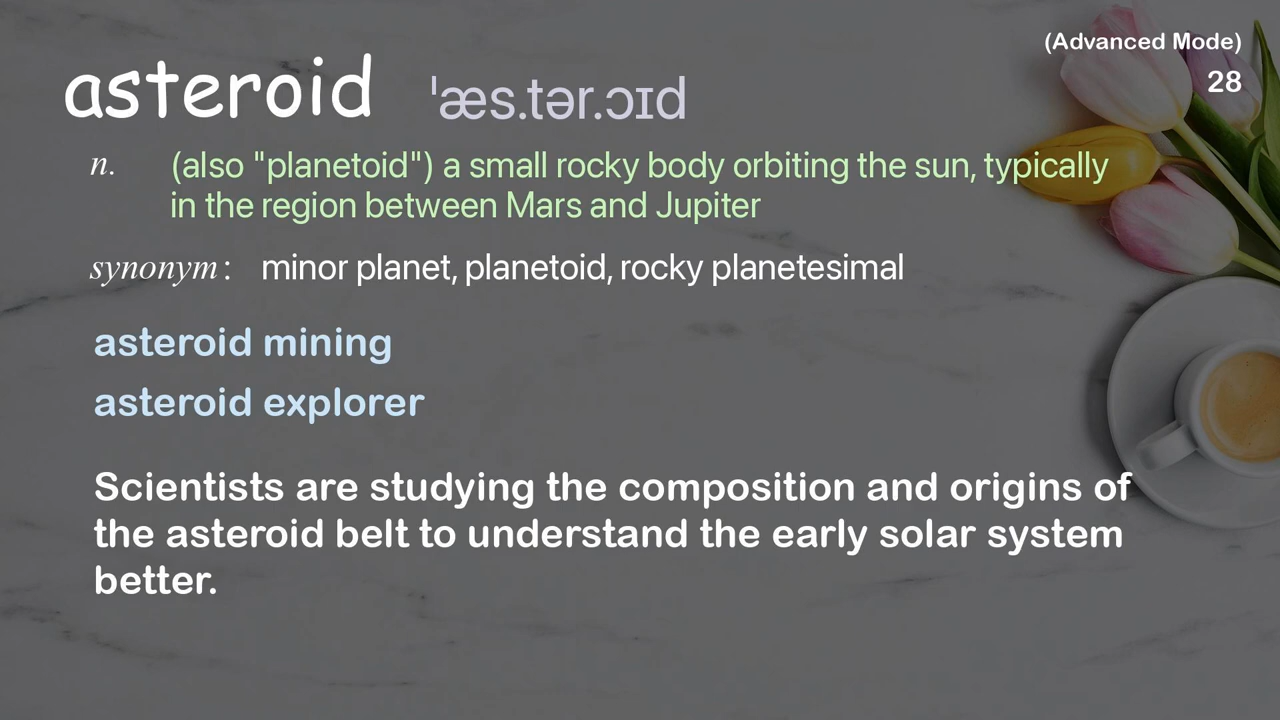 (Advanced Mode)
28
asteroid ˈæs.tər.ɔɪd
n. (also "planetoid") a small rocky body orbiting the sun, typically
in the region between Mars and Jupiter
synonym: minor planet, planetoid, rocky planetesimal
asteroid mining
asteroid explorer
Scientists are studying the composition and origins of
the asteroid belt to understand the early solar system
better.